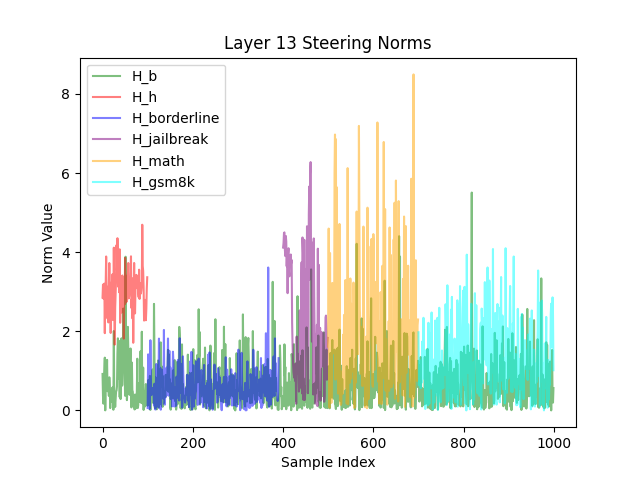 Layer 13 Steering Norms
H_b
H_h
H_borderline
H_jailbreak
H_math
H_gsm8k
Norm Value
8
6
4
2
0
0 200 400 600 800 1000
Sample Index